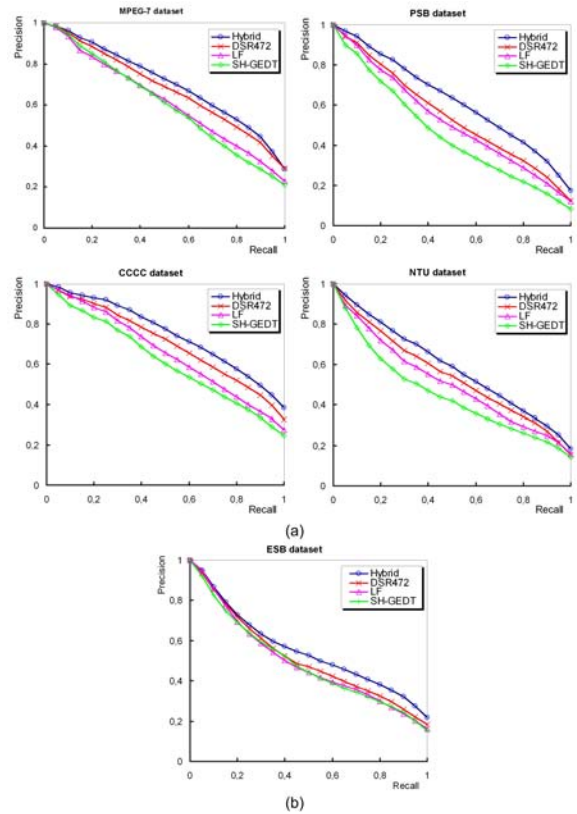 MPEG-7 dataset
Precision
1
0,8
0,6
0,4
0,2
0
0 0,2 0,4 0,6 0,8 1
Recall
Hybrid
DSR472
LF
SH-GEDT
PSB dataset
Precision
1
0,8
0,6
0,4
0,2
0
0 0,2 0,4 0,6 0,8 1
Recall
Hybrid
DSR472
LF
SH-GEDT
CCCC dataset
Precision
1
0,8
0,6
0,4
0,2
0
0 0,2 0,4 0,6 0,8 1
Recall
Hybrid
DSR472
LF
SH-GEDT
NTU dataset
Precision
1
0,8
0,6
0,4
0,2
0
0 0,2 0,4 0,6 0,8 1
Recall
Hybrid
DSR472
LF
SH-GEDT
(a)
ESB dataset
Precision
1
0,8
0,6
0,4
0,2
0
0 0,2 0,4 0,6 0,8 1
Recall
Hybrid
DSR472
LF
SH-GEDT
(b)